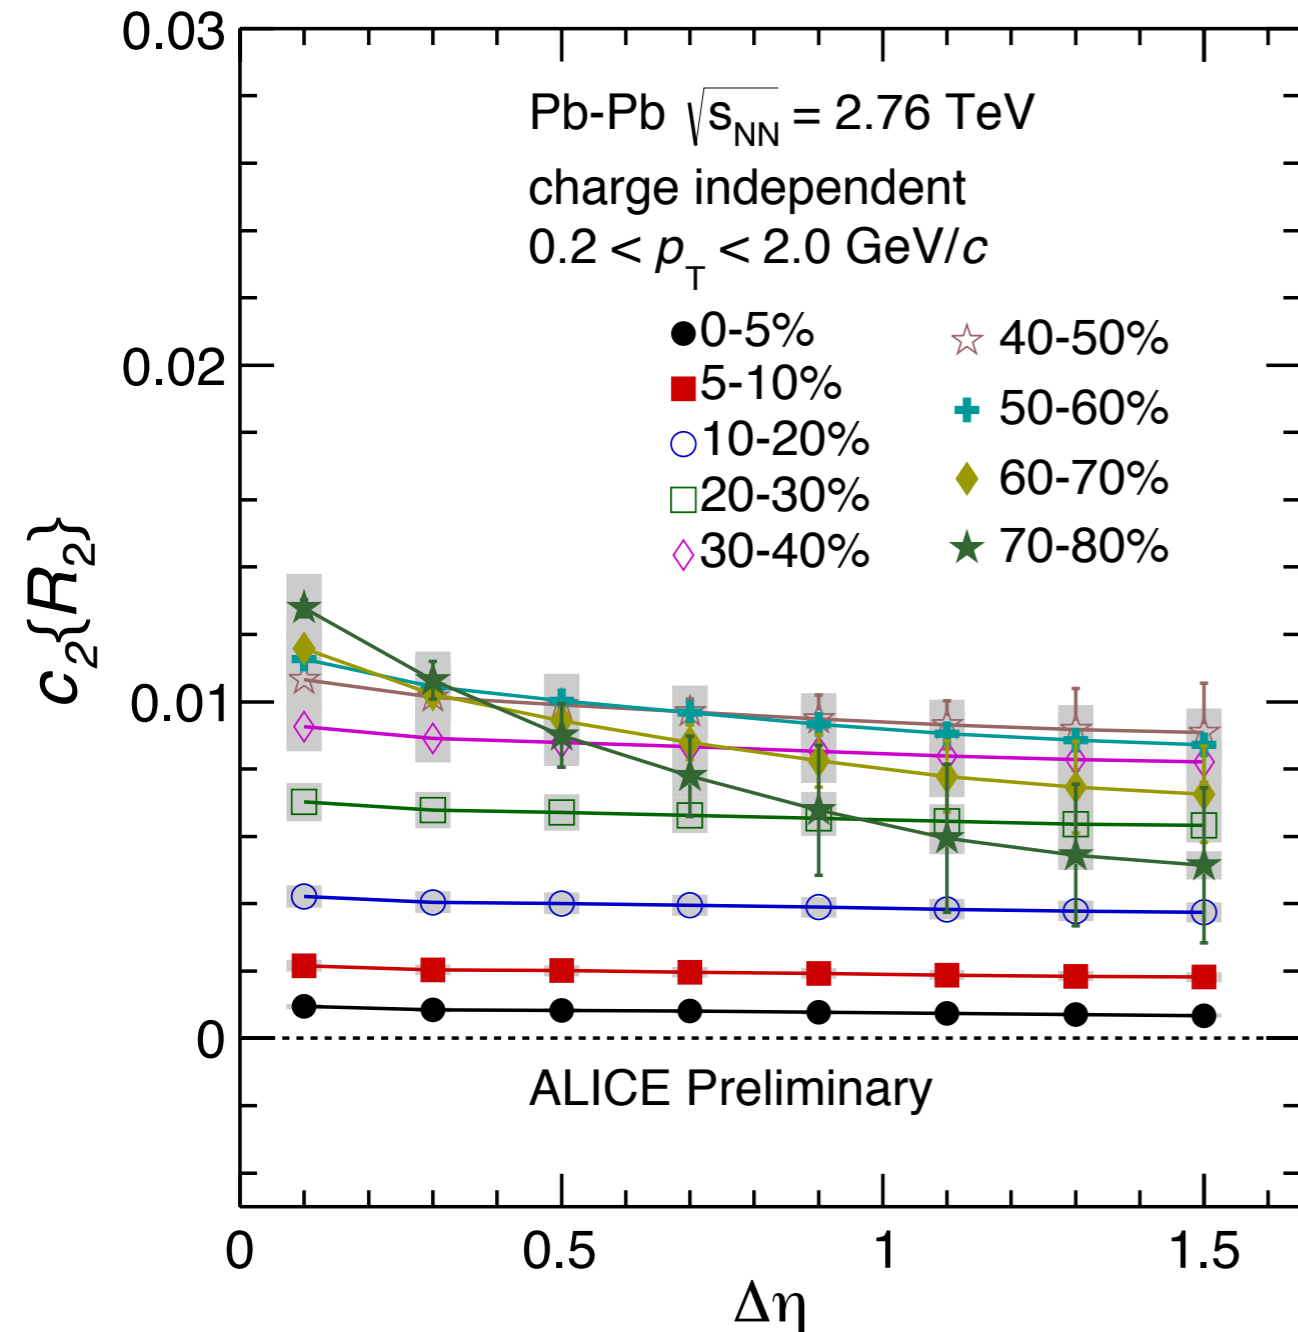 0.03
0.02
0.01
0
c₂{R₂}
Pb-Pb √sNN = 2.76 TeV
charge independent
0.2 < pT < 2.0 GeV/c
0-5%
5-10%
10-20%
20-30%
30-40%
40-50%
50-60%
60-70%
70-80%
ALICE Preliminary
0 0.5 1 1.5
Δη